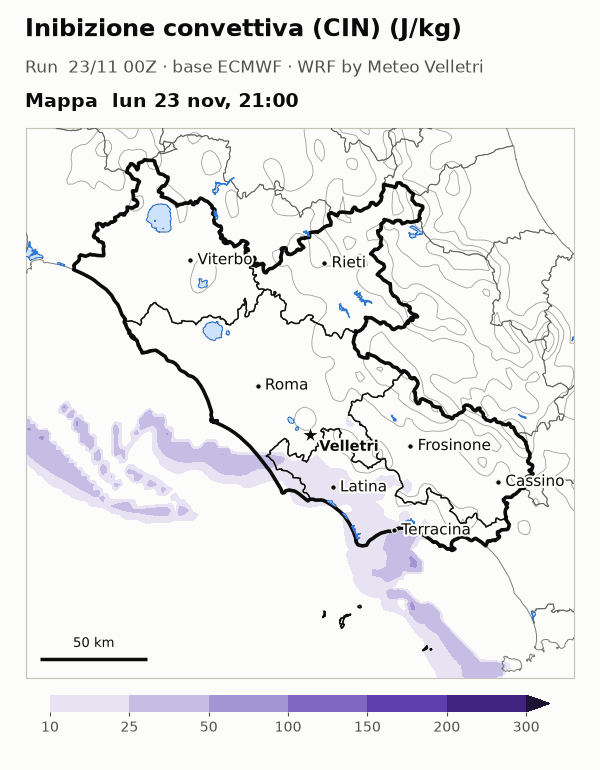 Inibizione convettiva (CIN) (J/kg)
Run  23/11 00Z · base ECMWF · WRF by Meteo Velletri
Mappa  lun 23 nov, 21:00
Viterbo
Rieti
Roma
Velletri
Frosinone
Cassino
Latina
Terracina
50 km
10 25 50 100 150 200 300